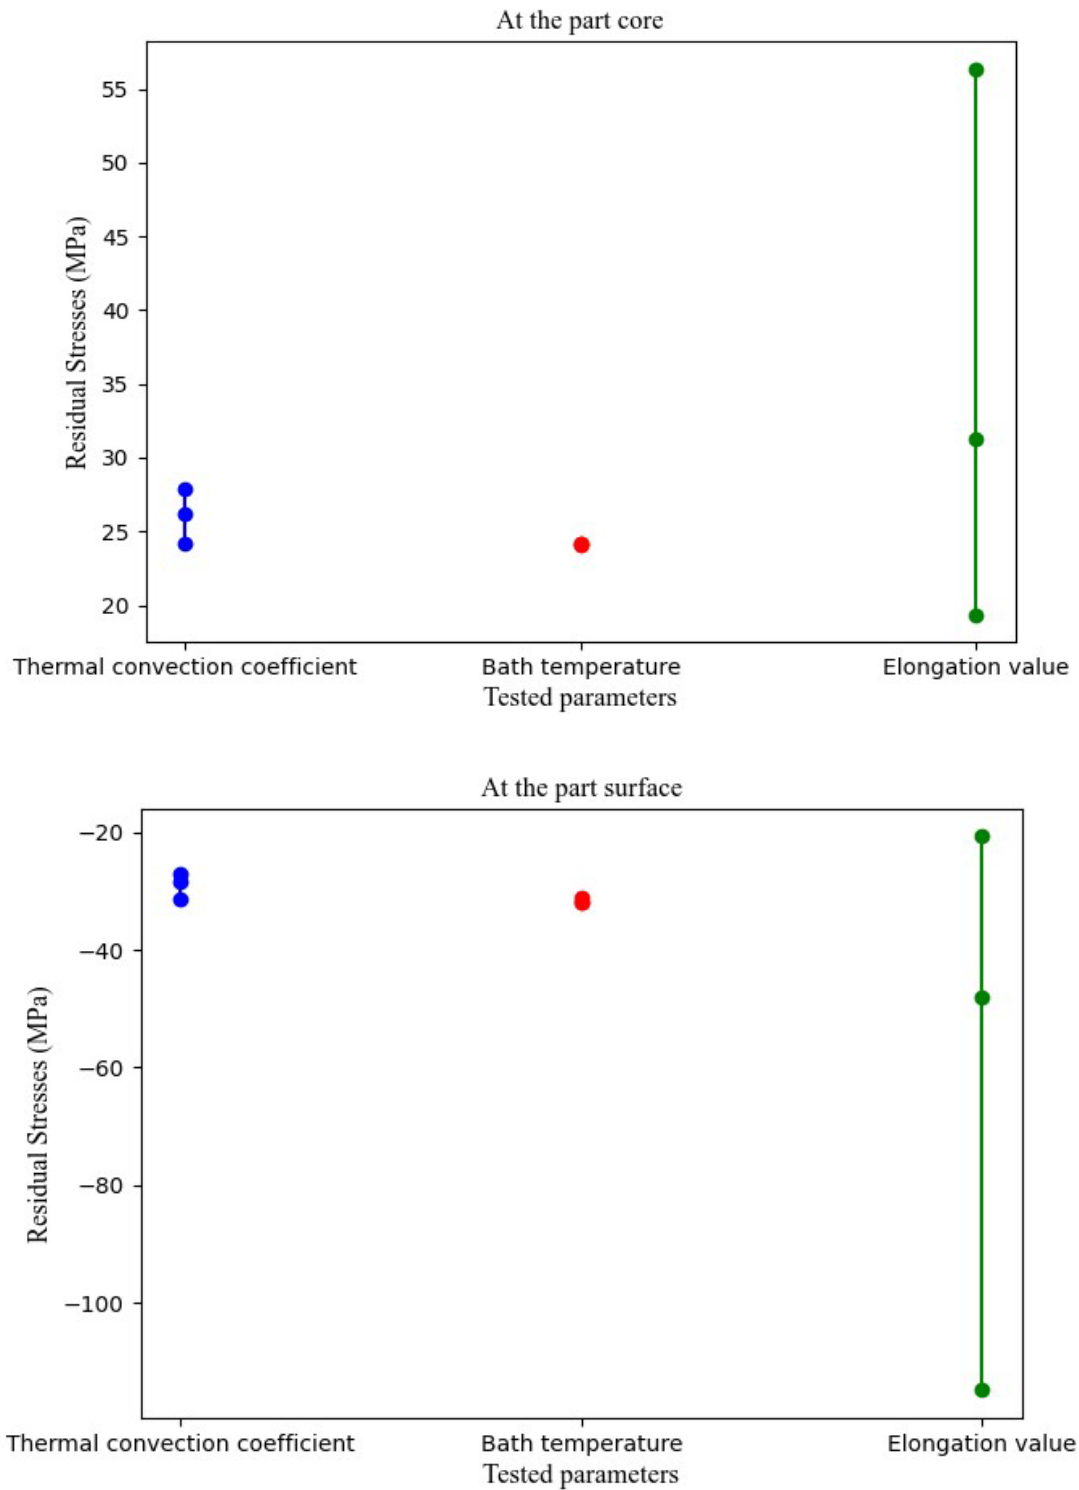 At the part core
55
50
45
40
35
30
25
20
Residual Stresses (MPa)
Thermal convection coefficient
Bath temperature
Elongation value
Tested parameters
At the part surface
−20
−40
−60
−80
−100
Residual Stresses (MPa)
Thermal convection coefficient
Bath temperature
Elongation value
Tested parameters